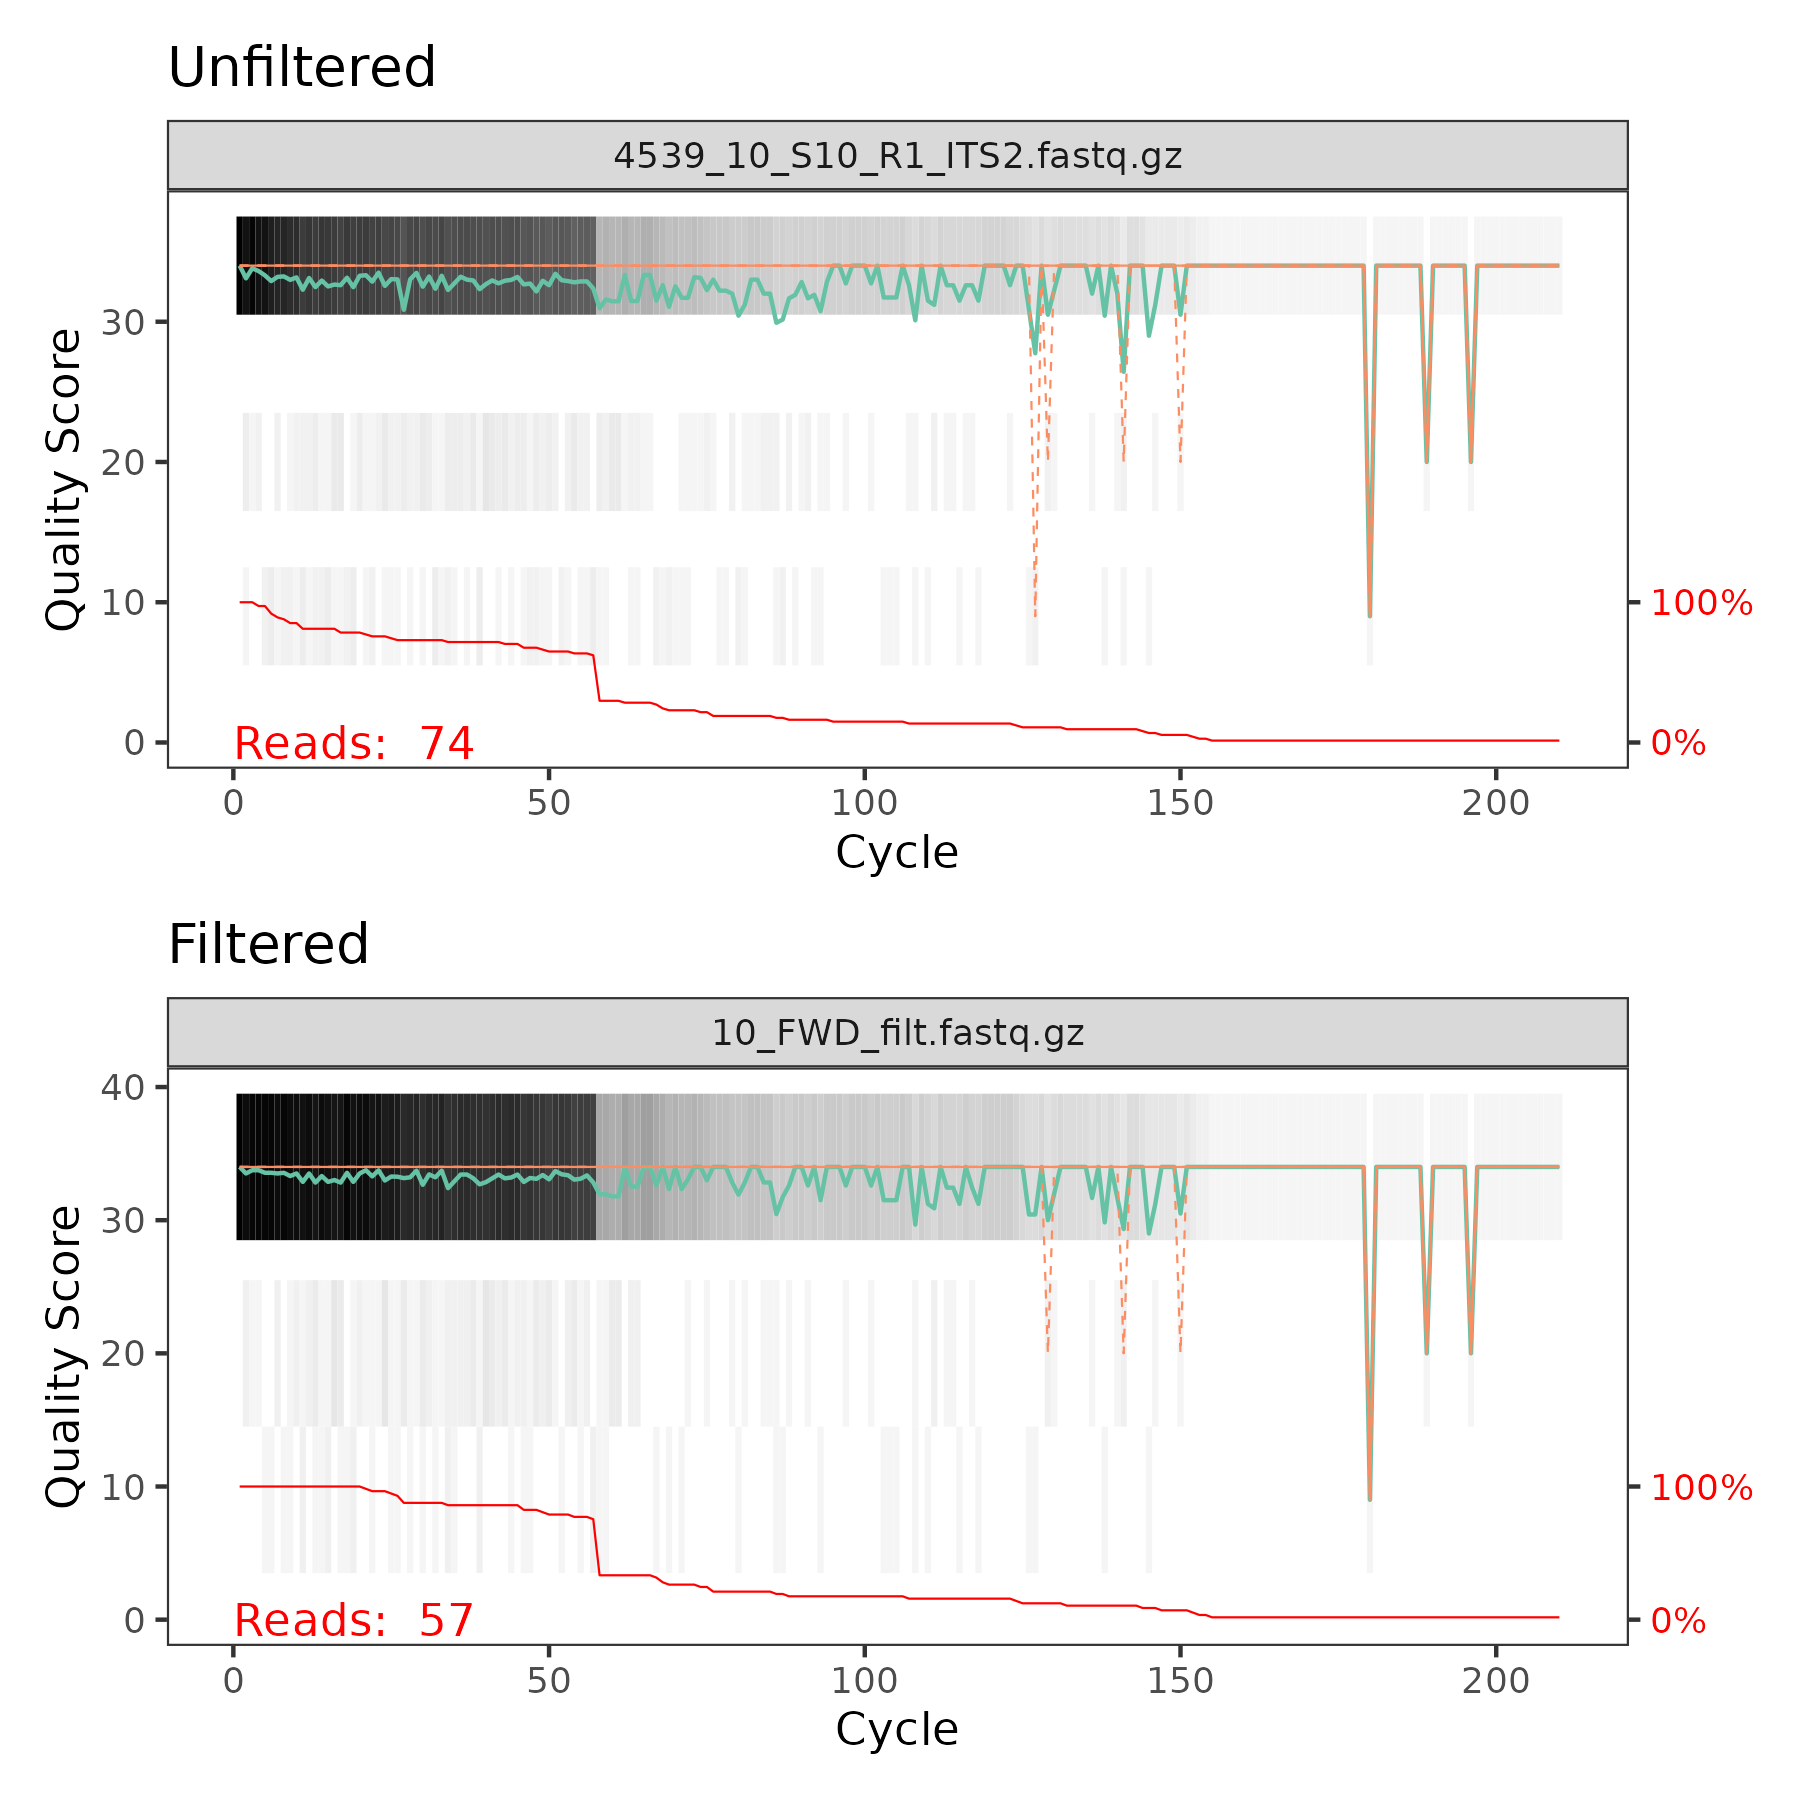 Unfiltered
4539_10_S10_R1_ITS2.fastq.gz
Quality Score
30
20
10
0
100%
0%
Reads: 74
0 50 100 150 200
Cycle
Filtered
10_FWD_filt.fastq.gz
Quality Score
40
30
20
10
0
100%
0%
Reads: 57
0 50 100 150 200
Cycle